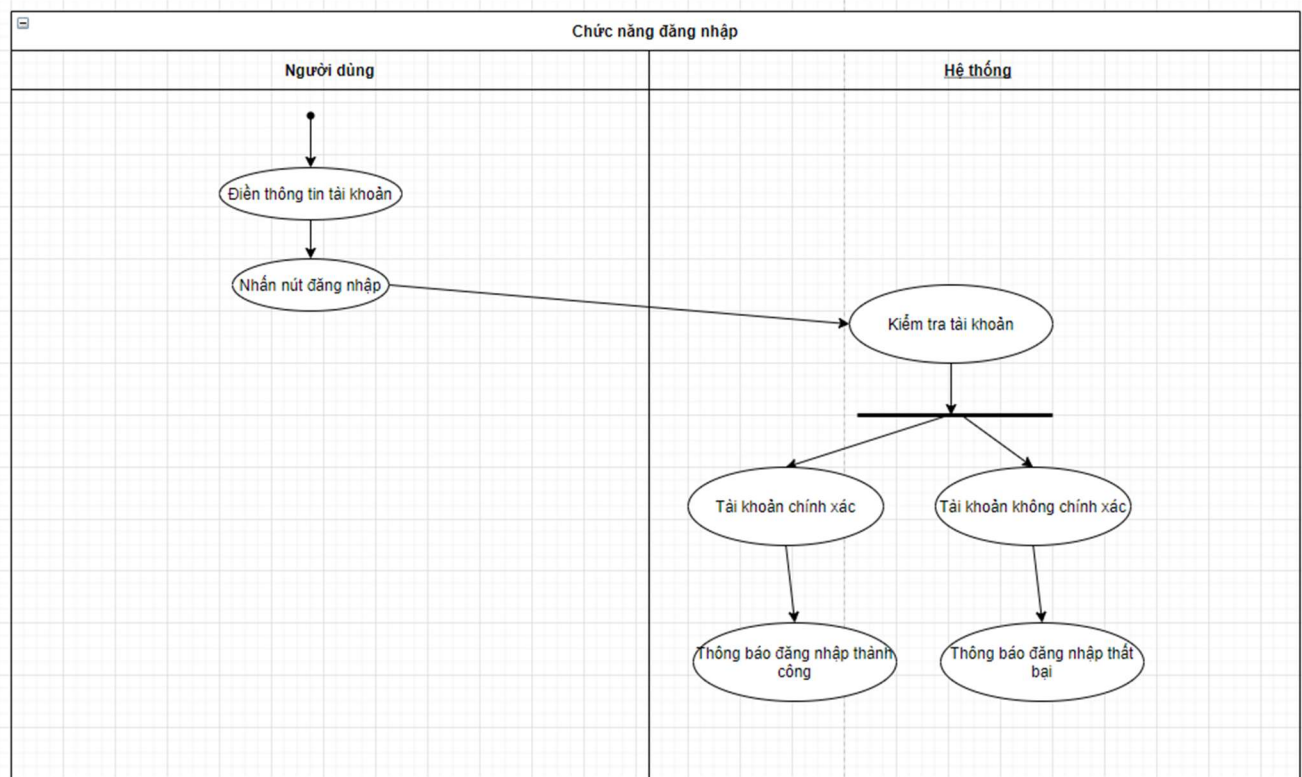 Chức năng đăng nhập
Người dùng
Hệ thống
Điền thông tin tài khoản
Nhấn nút đăng nhập
Kiểm tra tài khoản
Tài khoản chính xác
Tài khoản không chính xác
Thông báo đăng nhập thành
công
Thông báo đăng nhập thất
bại